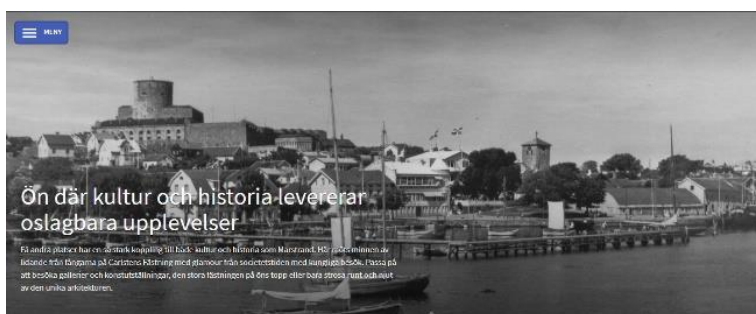 MENY
Ön där kultur och historia levererar
oslagbara upplevelser
Få andra platser har en så stark koppling till både kultur och historia som Marstrand. Här möts minnen av
lidande från fångarna på Carlstens Fästning med glamour från societetstiden med kungliga besök. Passa på
att besöka gallerier och konstutställningar, den stora fästningen på öns topp eller bara strosa runt och njut
av den unika arkitekturen.